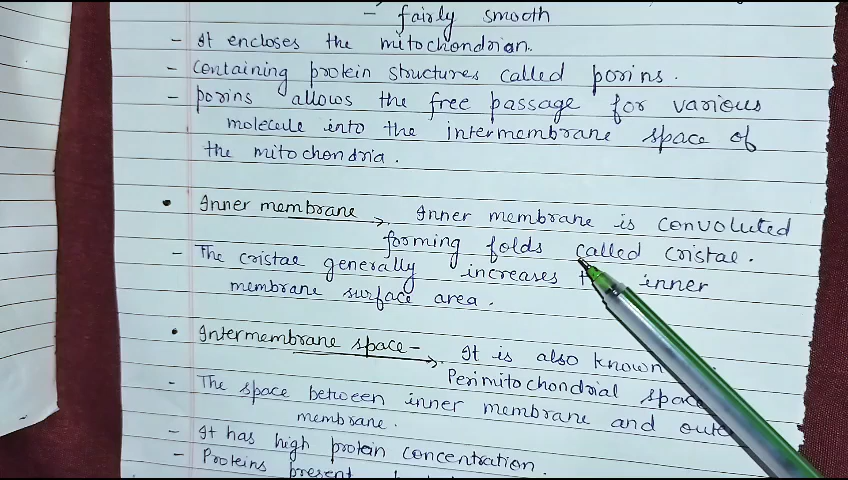 - fairly smooth
- It encloses the mitochondrian.
- Containing protein structures called porins.
- porins allows the free passage for various
molecule into the intermembrane space of
the mitochondria.
• Inner membrane → Inner membrane is convoluted
forming folds called cristae.
- The cristae generally increases inner
membrane surface area.
• Intermembrane space - → It is also known
Perimitochondrial space
- The space between inner membrane and
membrane.
- It has high protein concentration.
- Proteins present